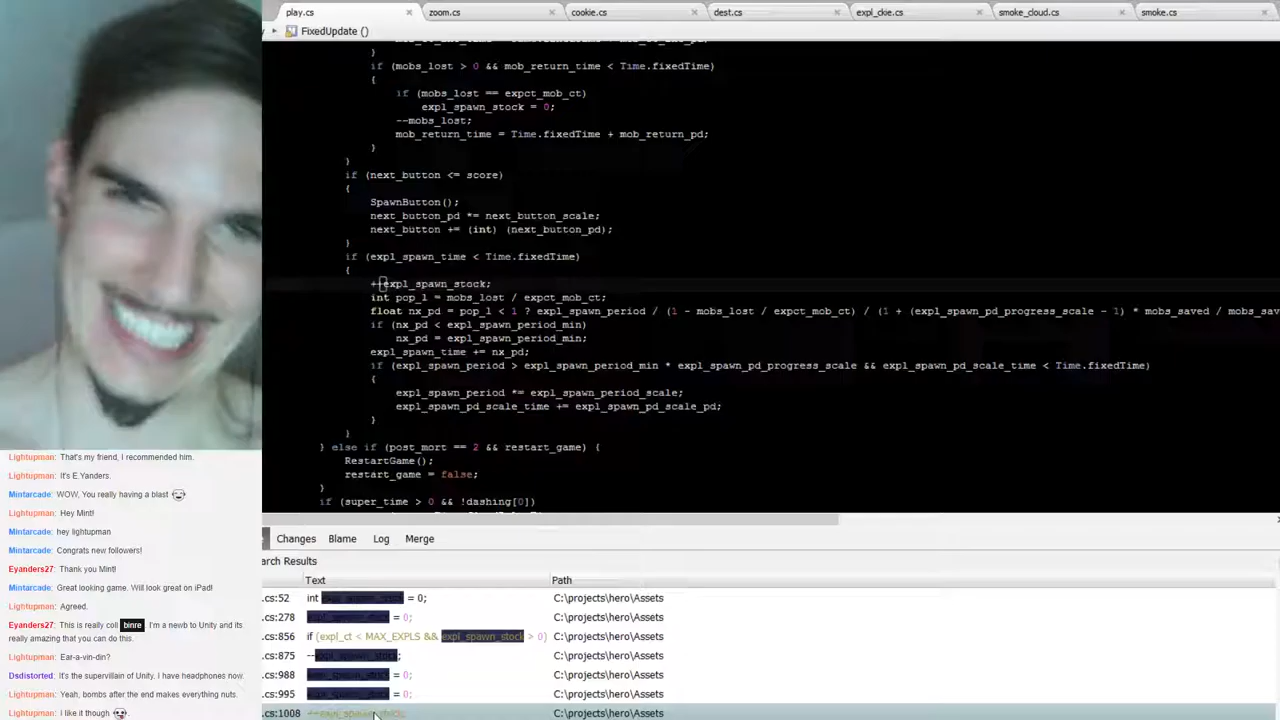 play.cs
zoom.cs
cookie.cs
dest.cs
expl_ckie.cs
smoke_cloud.cs
smoke.cs
FixedUpdate ()
}
if (mobs_lost > 0 && mob_return_time < Time.fixedTime)
{
if (mobs_lost == expct_mob_ct)
expl_spawn_stock = 0;
--mobs_lost;
mob_return_time = Time.fixedTime + mob_return_pd;
}
}
if (next_button <= score)
{
SpawnButton();
next_button_pd *= next_button_scale;
next_button += (int) (next_button_pd);
}
if (expl_spawn_time < Time.fixedTime)
{
++expl_spawn_stock;
int pop_l = mobs_lost / expct_mob_ct;
float nx_pd = pop_l < 1 ? expl_spawn_period / (1 - mobs_lost / expct_mob_ct) / (1 + (expl_spawn_pd_progress_scale - 1) * mobs_saved / mobs_sav
if (nx_pd < expl_spawn_period_min)
nx_pd = expl_spawn_period_min;
expl_spawn_time += nx_pd;
if (expl_spawn_period > expl_spawn_period_min * expl_spawn_pd_progress_scale && expl_spawn_pd_scale_time < Time.fixedTime)
{
expl_spawn_period *= expl_spawn_period_scale;
expl_spawn_pd_scale_time += expl_spawn_pd_scale_pd;
}
}
} else if (post_mort == 2 && restart_game) {
RestartGame();
restart_game = false;
}
if (super_time > 0 && !dashing[0])
Changes Blame Log Merge
arch Results
Text Path
.cs:52 int expl_spawn_stock = 0; C:\projects\hero\Assets
.cs:278 expl_spawn_stock = 0; C:\projects\hero\Assets
.cs:856 if (expl_ct < MAX_EXPLS && expl_spawn_stock > 0) C:\projects\hero\Assets
.cs:875 --expl_spawn_stock; C:\projects\hero\Assets
.cs:988 expl_spawn_stock = 0; C:\projects\hero\Assets
.cs:995 expl_spawn_stock = 0; C:\projects\hero\Assets
.cs:1008 ++expl_spawn_stock; C:\projects\hero\Assets
Lightupman: That's my friend, I recommended him.
Lightupman: It's E.Yanders.
Mintarcade: WOW, You really having a blast
Lightupman: Hey Mint!
Mintarcade: hey lightupman
Mintarcade: Congrats new followers!
Eyanders27: Thank you Mint!
Mintarcade: Great looking game. Will look great on iPad!
Lightupman: Agreed.
Eyanders27: This is really coll binre I'm a newb to Unity and its
really amazing that you can do this.
Lightupman: Ear-a-vin-din?
Dsdistorted: It's the supervillain of Unity. I have headphones now.
Lightupman: Yeah, bombs after the end makes everything nuts.
Lightupman: I like it though